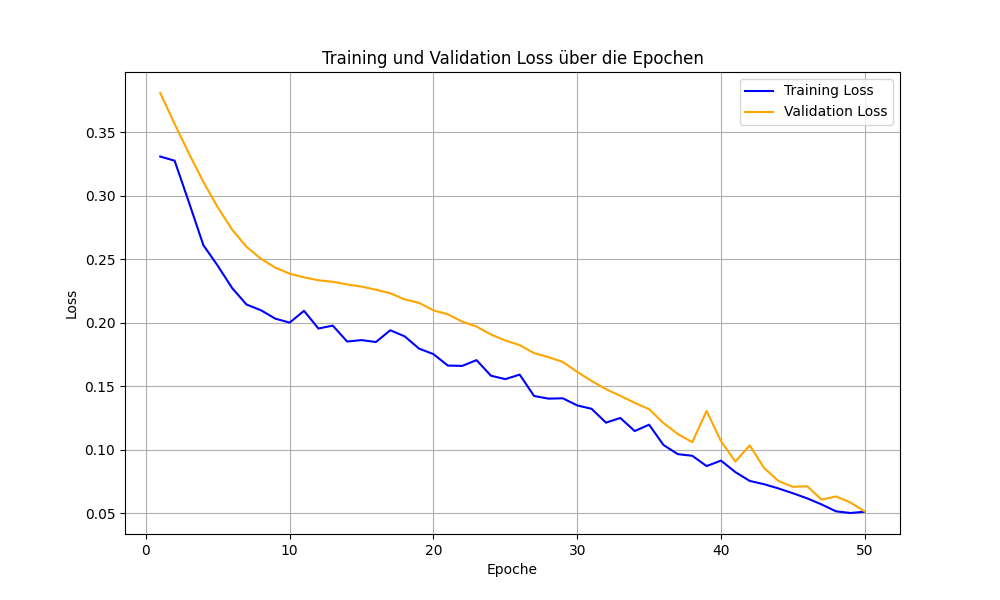 Training und Validation Loss über die Epochen
Training Loss
Validation Loss
Loss
0.35
0.30
0.25
0.20
0.15
0.10
0.05
0 10 20 30 40 50
Epoche